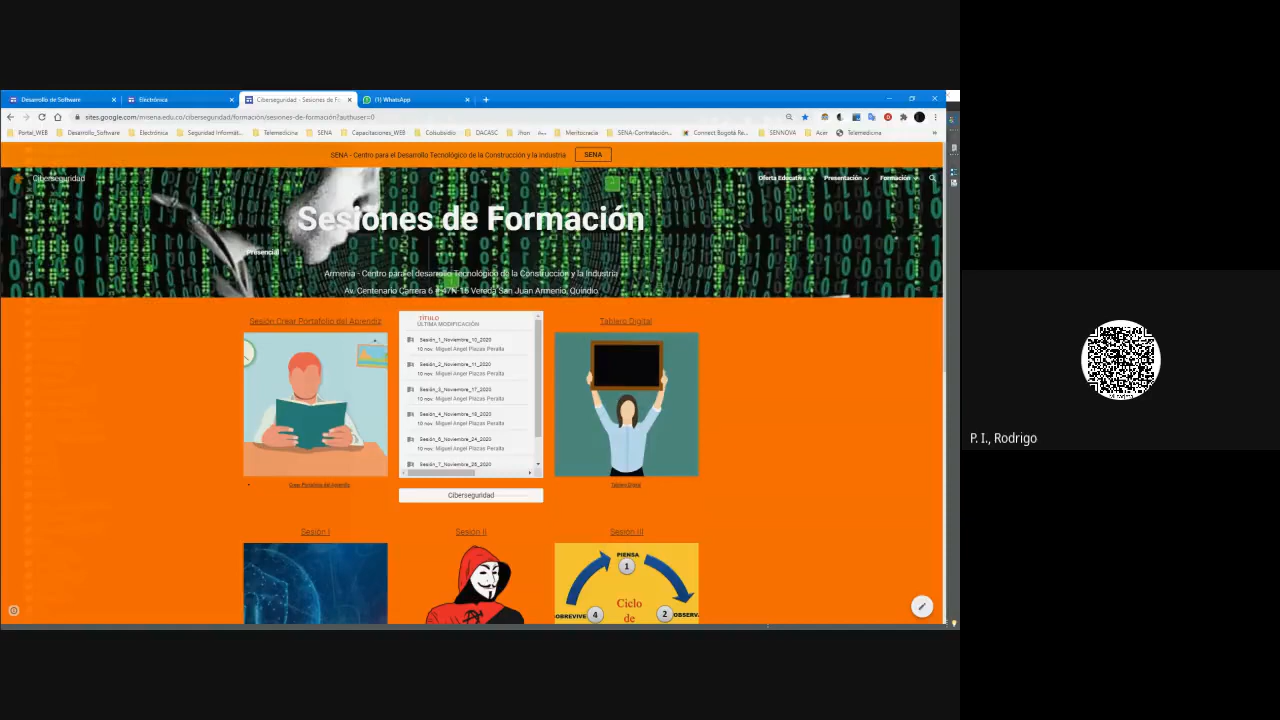 Desarrollo de Software
Electrónica
Ciberseguridad - Sesiones de Fo
(1) WhatsApp
sites.google.com/misena.edu.co/ciberseguridad/formación/sesiones-de-formación?authuser=0
Portal_WEB
Desarrollo_Software
Electrónica
Seguridad Informát...
Telemedicina
SENA
Capacitaciones_WEB
Colsubsidio
DACASC
Jhon
Meritocracia
SENA-Contratación...
Connect Bogotá Re...
SENNOVA
Acer
Telemedicina
SENA - Centro para el Desarrollo Tecnológico de la Construcción y la Industria
SENA
Ciberseguridad
Oferta Educativa
Presentación
Formación
Sesiones de Formación
Presencial
Armenia - Centro para el desarrollo Tecnológico de la Construcción y la Industria
Av. Centenario Carrera 6 # 47N-15 Vereda San Juan Armenio, Quindío
Sesión Crear Portafolio del Aprendiz
TÍTULO
ÚLTIMA MODIFICACIÓN
Sesión_1_Noviembre_10_2020
10 nov. Miguel Angel Plazas Peralta
Sesión_2_Noviembre_11_2020
10 nov. Miguel Angel Plazas Peralta
Sesión_3_Noviembre_17_2020
10 nov. Miguel Angel Plazas Peralta
Sesión_4_Noviembre_18_2020
10 nov. Miguel Angel Plazas Peralta
Sesión_6_Noviembre_24_2020
10 nov. Miguel Angel Plazas Peralta
Sesión_7_Noviembre_25_2020
Tablero Digital
Crear Portafolio del Aprendiz
Ciberseguridad
Tablero Digital
Sesión I
Sesión II
Sesión III
PIENSA
1
Ciclo
de
OBREVIVE
4
2
OBSERVA
P. I., Rodrigo